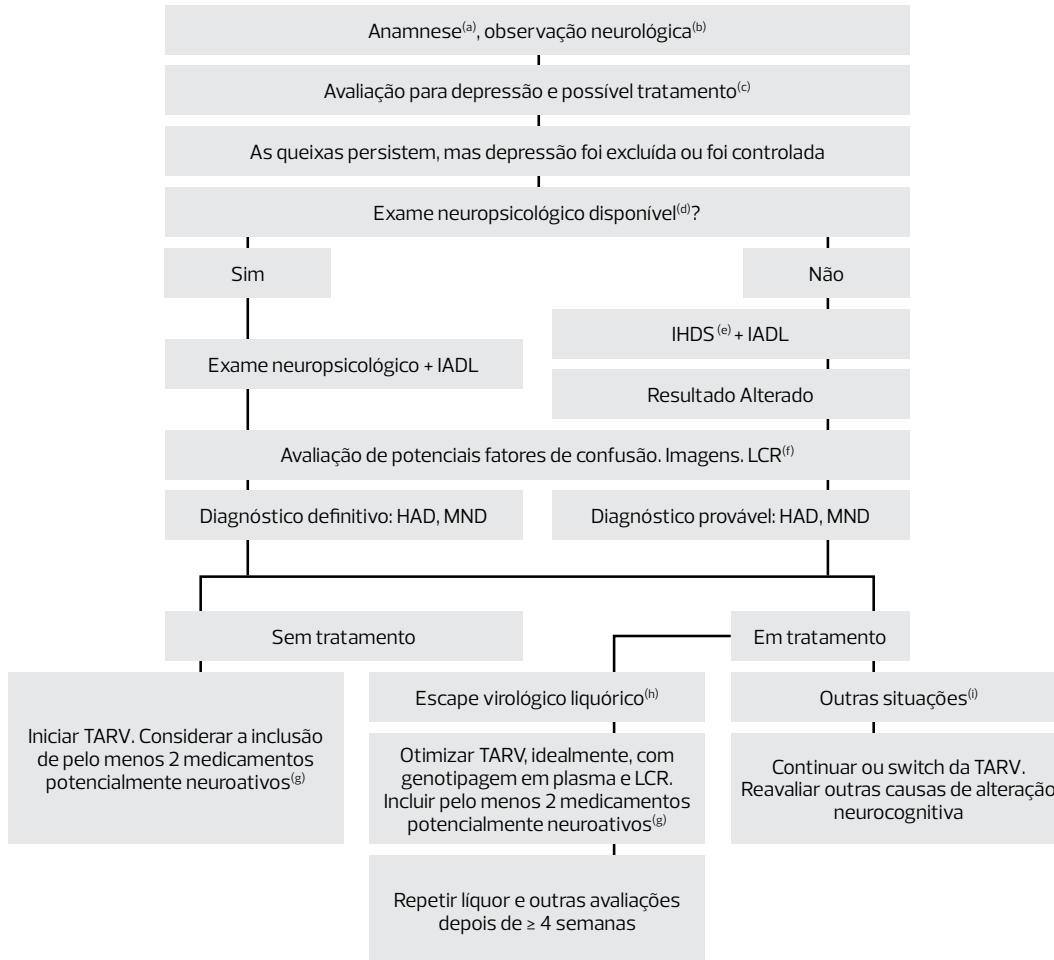 Anamnese(a), observação neurológica(b)
Avaliação para depressão e possível tratamento(c)
As queixas persistem, mas depressão foi excluída ou foi controlada
Exame neuropsicológico disponível(d)?
Sim
Não
Exame neuropsicológico + IADL
IHDS (e) + IADL
Resultado Alterado
Avaliação de potenciais fatores de confusão. Imagens. LCR(f)
Diagnóstico definitivo: HAD, MND
Diagnóstico provável: HAD, MND
Sem tratamento
Em tratamento
Iniciar TARV. Considerar a inclusão
de pelo menos 2 medicamentos
potencialmente neuroativos(g)
Escape virológico liquórico(h)
Otimizar TARV, idealmente, com
genotipagem em plasma e LCR.
Incluir pelo menos 2 medicamentos
potencialmente neuroativos(g)
Repetir líquor e outras avaliações
depois de ≥ 4 semanas
Outras situações(i)
Continuar ou switch da TARV.
Reavaliar outras causas de alteração
neurocognitiva